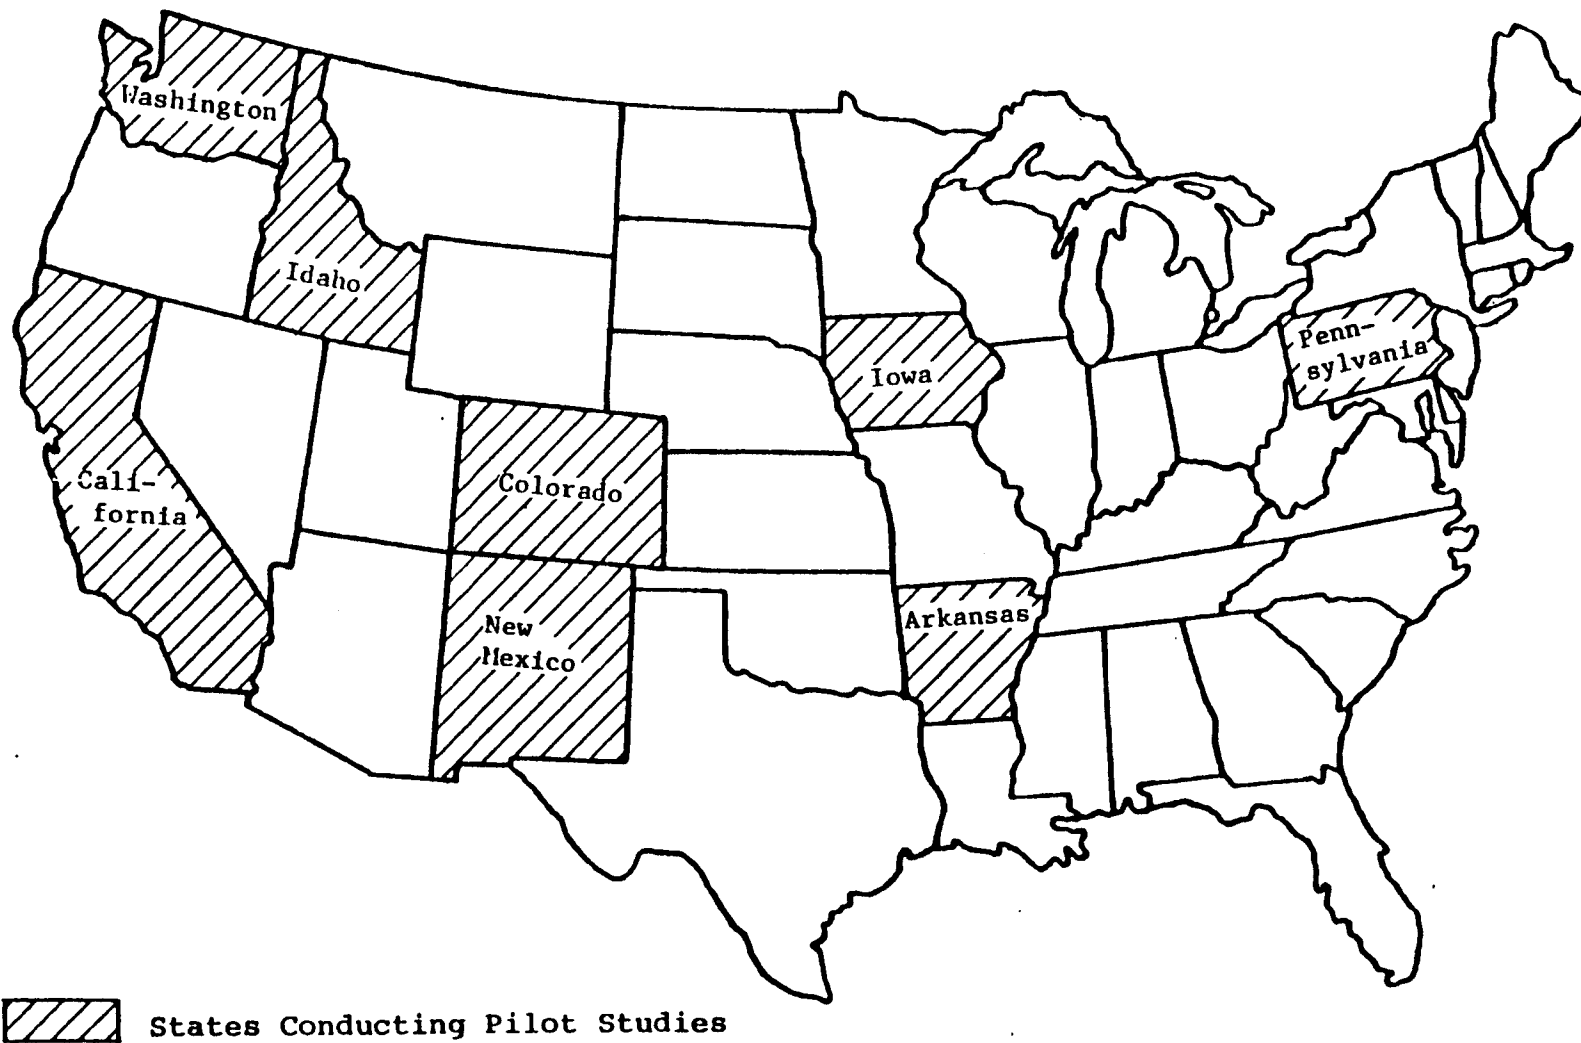 Washington
Idaho
Penn-
sylvania
Iowa
Cali-
fornia
Colorado
Arkansas
New
Mexico
States Conducting Pilot Studies